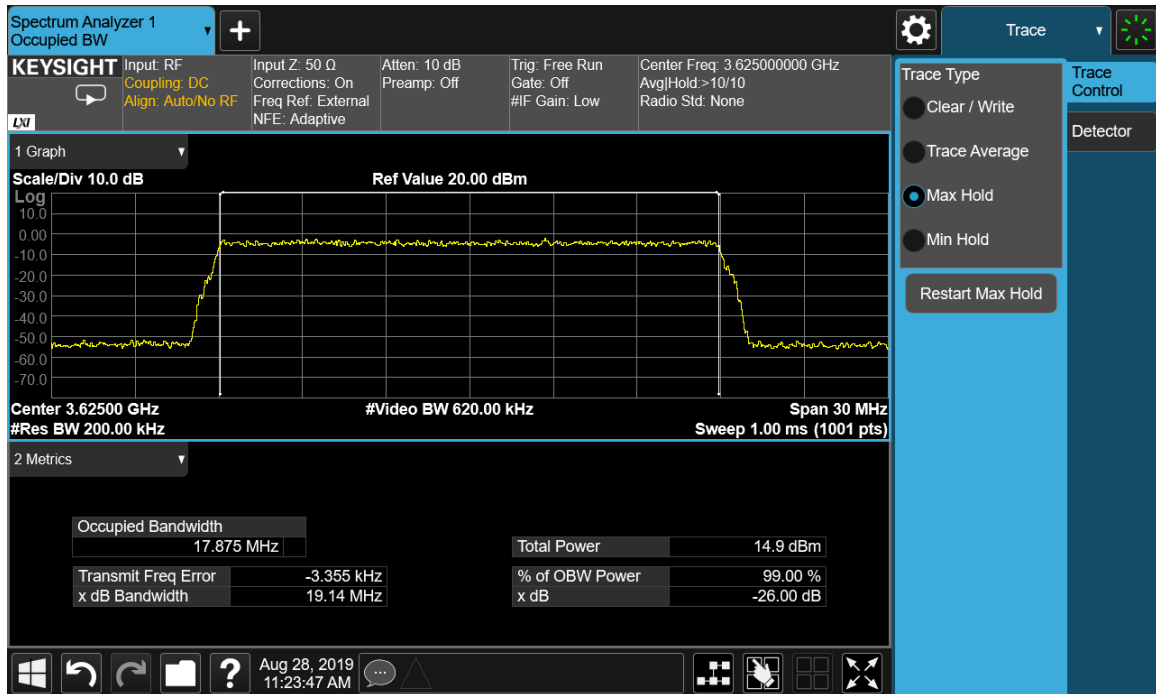 Spectrum Analyzer 1
Occupied BW
+
Trace
KEYSIGHT
LXI
Input: RF
Coupling: DC
Align: Auto/No RF
Input Z: 50 Ω
Corrections: On
Freq Ref: External
NFE: Adaptive
Atten: 10 dB
Preamp: Off
Trig: Free Run
Gate: Off
#IF Gain: Low
Center Freq: 3.625000000 GHz
Avg|Hold:>10/10
Radio Std: None
1 Graph
Scale/Div 10.0 dB
Ref Value 20.00 dBm
Log
10.0
0.00
-10.0
-20.0
-30.0
-40.0
-50.0
-60.0
-70.0
Center 3.62500 GHz
#Video BW 620.00 kHz
Span 30 MHz
#Res BW 200.00 kHz
Sweep 1.00 ms (1001 pts)
2 Metrics
Occupied Bandwidth
17.875 MHz
Total Power 14.9 dBm
Transmit Freq Error -3.355 kHz
% of OBW Power 99.00 %
x dB Bandwidth 19.14 MHz
x dB -26.00 dB
Trace Type
Clear / Write
Trace Average
Max Hold
Min Hold
Restart Max Hold
Trace
Control
Detector
?
Aug 28, 2019
11:23:47 AM